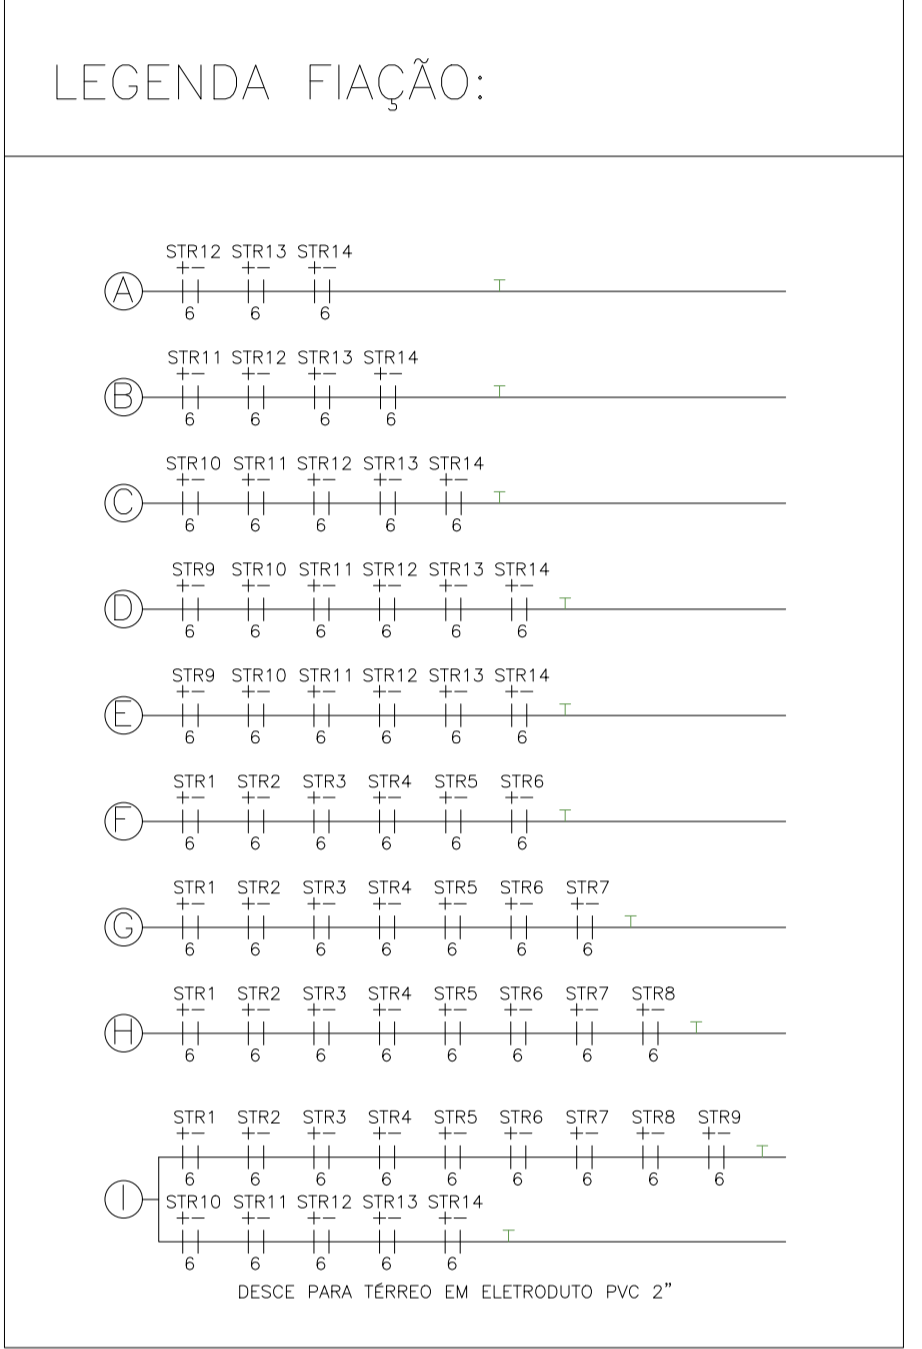 LEGENDA FIAÇÃO:
STR12 STR13 STR14
+− +− +−
A
6 6 6
STR11 STR12 STR13 STR14
+− +− +− +−
B
6 6 6 6
STR10 STR11 STR12 STR13 STR14
+− +− +− +− +−
C
6 6 6 6 6
STR9 STR10 STR11 STR12 STR13 STR14
+− +− +− +− +− +−
D
6 6 6 6 6 6
STR9 STR10 STR11 STR12 STR13 STR14
+− +− +− +− +− +−
E
6 6 6 6 6 6
STR1 STR2 STR3 STR4 STR5 STR6
+− +− +− +− +− +−
F
6 6 6 6 6 6
STR1 STR2 STR3 STR4 STR5 STR6 STR7
+− +− +− +− +− +− +−
G
6 6 6 6 6 6 6
STR1 STR2 STR3 STR4 STR5 STR6 STR7 STR8
+− +− +− +− +− +− +− +−
H
6 6 6 6 6 6 6 6
STR1 STR2 STR3 STR4 STR5 STR6 STR7 STR8 STR9
+− +− +− +− +− +− +− +− +−
6 6 6 6 6 6 6 6 6
I
STR10 STR11 STR12 STR13 STR14
+− +− +− +− +−
6 6 6 6 6
DESCE PARA TÉRREO EM ELETRODUTO PVC 2”